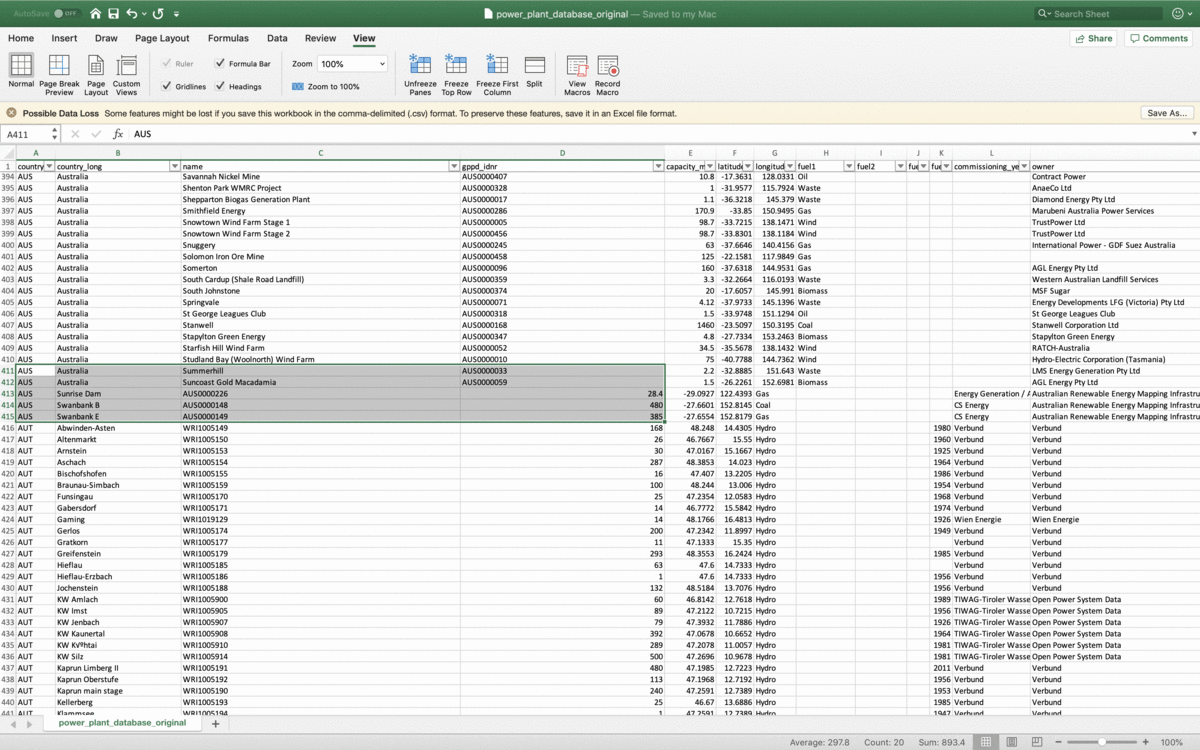 AutoSave OFF power_plant_database_original — Saved to my Mac Search Sheet
Home Insert Draw Page Layout Formulas Data Review View Share Comments
Normal Page Break Preview Page Layout Custom Views Ruler Formula Bar Gridlines Headings Zoom 100% Zoom to 100% Unfreeze Panes Freeze Top Row Freeze First Column Split View Macros Record Macro
Possible Data Loss Some features might be lost if you save this workbook in the comma-delimited (.csv) format. To preserve these features, save it in an Excel file format. Save As...
A411 fx AUS
A B C D E F G H I J K L M
1 country country_long name gppd_idnr capacity_m latitude longitud fuel1 fuel2 fue fue commissioning_ye owner
394 AUS Australia Savannah Nickel Mine AUS0000407 10.8 -17.3631 128.0331 Oil Contract Power
395 AUS Australia Shenton Park WMRC Project AUS0000328 1 -31.9577 115.7924 Waste AnaeCo Ltd
396 AUS Australia Shepparton Biogas Generation Plant AUS0000017 1.1 -36.3218 145.379 Waste Diamond Energy Pty Ltd
397 AUS Australia Smithfield Energy AUS0000286 170.9 -33.85 150.9495 Gas Marubeni Australia Power Services
398 AUS Australia Snowtown Wind Farm Stage 1 AUS0000005 98.7 -33.7215 138.1471 Wind TrustPower Ltd
399 AUS Australia Snowtown Wind Farm Stage 2 AUS0000456 98.7 -33.8301 138.1184 Wind TrustPower Ltd
400 AUS Australia Snuggery AUS0000245 63 -37.6646 140.4156 Gas International Power - GDF Suez Australia
401 AUS Australia Solomon Iron Ore Mine AUS0000458 125 -22.1581 117.9849 Gas
402 AUS Australia Somerton AUS0000096 160 -37.6318 144.9531 Gas AGL Energy Pty Ltd
403 AUS Australia South Cardup (Shale Road Landfill) AUS0000359 3.3 -32.2664 116.0193 Waste Western Australian Landfill Services
404 AUS Australia South Johnstone AUS0000374 20 -17.6057 145.991 Biomass MSF Sugar
405 AUS Australia Springvale AUS0000071 4.12 -37.9733 145.1396 Waste Energy Developments LFG (Victoria) Pty Ltd
406 AUS Australia St George Leagues Club AUS0000318 1.5 -33.9748 151.1294 Oil St George Leagues Club
407 AUS Australia Stanwell AUS0000168 1460 -23.5097 150.3195 Coal Stanwell Corporation Ltd
408 AUS Australia Stapylton Green Energy AUS0000347 4.8 -27.7334 153.2463 Biomass Stapylton Green Energy
409 AUS Australia Starfish Hill Wind Farm AUS0000052 34.5 -35.5678 138.1432 Wind RATCH-Australia
410 AUS Australia Studland Bay (Woolnorth) Wind Farm AUS0000010 75 -40.7788 144.7362 Wind Hydro-Electric Corporation (Tasmania)
411 AUS Australia Summerhill AUS0000033 2.2 -32.8885 151.643 Waste LMS Energy Generation Pty Ltd
412 AUS Australia Suncoast Gold Macadamia AUS0000059 1.5 -26.2261 152.6981 Biomass AGL Energy Pty Ltd
413 AUS Sunrise Dam AUS0000226 28.4 -29.0927 122.4393 Gas Energy Generation / A Australian Renewable Energy Mapping Infrastru
414 AUS Swanbank B AUS0000148 480 -27.6601 152.8145 Coal CS Energy Australian Renewable Energy Mapping Infrastru
415 AUS Swanbank E AUS0000149 385 -27.6554 152.8179 Gas CS Energy Australian Renewable Energy Mapping Infrastru
416 AUT Abwinden-Asten WRI1005149 168 48.248 14.4305 Hydro 1980 Verbund Verbund
417 AUT Altenmarkt WRI1005150 26 46.7667 15.55 Hydro 1960 Verbund Verbund
418 AUT Arnstein WRI1005153 30 47.0167 15.1667 Hydro 1925 Verbund Verbund
419 AUT Aschach WRI1005154 287 48.3853 14.023 Hydro 1964 Verbund Verbund
420 AUT Bischofshofen WRI1005155 16 47.407 13.2205 Hydro 1986 Verbund Verbund
421 AUT Braunau-Simbach WRI1005159 100 48.244 13.006 Hydro 1954 Verbund Verbund
422 AUT Funsingau WRI1005170 25 47.2354 12.0583 Hydro 1968 Verbund Verbund
423 AUT Gabersdorf WRI1005171 14 46.7772 15.5842 Hydro 1974 Verbund Verbund
424 AUT Gaming WRI1019129 14 48.1766 16.4813 Hydro 1926 Wien Energie Wien Energie
425 AUT Gerlos WRI1005174 200 47.2342 11.8997 Hydro 1949 Verbund Verbund
426 AUT Gratkorn WRI1005177 11 47.1333 15.35 Hydro Verbund Verbund
427 AUT Greifenstein WRI1005179 293 48.3553 16.2424 Hydro 1985 Verbund Verbund
428 AUT Hieflau WRI1005185 63 47.6 14.7333 Hydro Verbund Verbund
429 AUT Hieflau-Erzbach WRI1005186 1 47.6 14.7333 Hydro 1956 Verbund Verbund
430 AUT Jochenstein WRI1005188 132 48.5184 13.7076 Hydro 1956 Verbund Verbund
431 AUT KW Amlach WRI1005900 60 46.8142 12.7618 Hydro 1989 TIWAG-Tiroler Wasse Open Power System Data
432 AUT KW Imst WRI1005905 89 47.2122 10.7215 Hydro 1956 TIWAG-Tiroler Wasse Open Power System Data
433 AUT KW Jenbach WRI1005907 79 47.3932 11.7886 Hydro 1926 TIWAG-Tiroler Wasse Open Power System Data
434 AUT KW Kaunertal WRI1005908 392 47.0678 10.6652 Hydro 1964 TIWAG-Tiroler Wasse Open Power System Data
435 AUT KW Kvºhtai WRI1005910 289 47.2078 11.0057 Hydro 1981 TIWAG-Tiroler Wasse Open Power System Data
436 AUT KW Silz WRI1005914 500 47.2696 10.9678 Hydro 1981 TIWAG-Tiroler Wasse Open Power System Data
437 AUT Kaprun Limberg II WRI1005191 480 47.1985 12.7223 Hydro 2011 Verbund Verbund
438 AUT Kaprun Oberstufe WRI1005192 113 47.1968 12.7192 Hydro 1956 Verbund Verbund
439 AUT Kaprun main stage WRI1005190 240 47.2591 12.7389 Hydro 1953 Verbund Verbund
440 AUT Kellerberg WRI1005193 25 46.67 13.6886 Hydro 1985 Verbund Verbund
441 AUT Klammsee WRI1005194 1 47.2591 12.7389 Hydro 1947 Verbund Verbund
power_plant_database_original
Average: 297.8 Count: 20 Sum: 893.4 100%